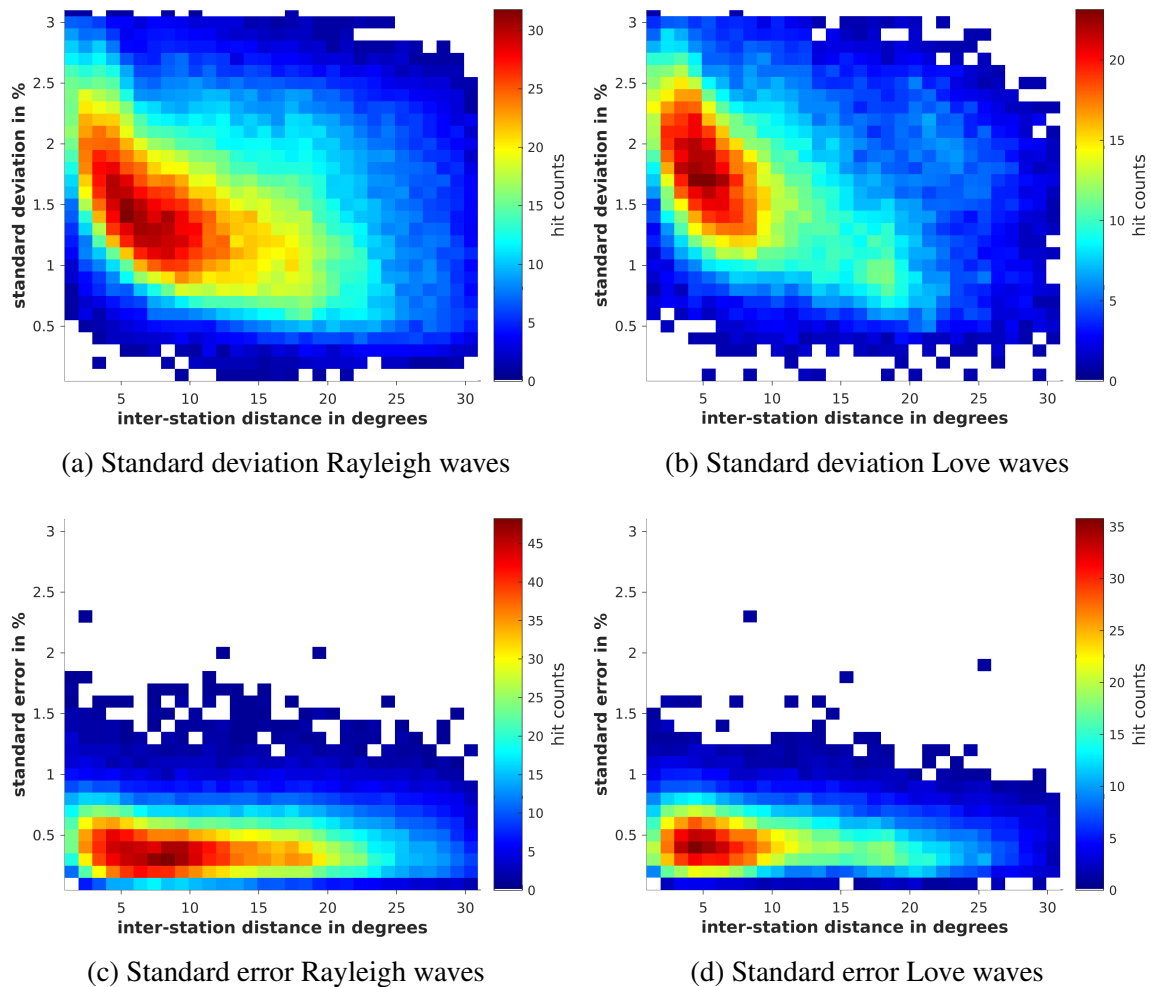 3
2.5
2
1.5
1
0.5
standard deviation in %
5 10 15 20 25 30
inter-station distance in degrees
30
25
20
15
10
5
0
hit counts
(a) Standard deviation Rayleigh waves
3
2.5
2
1.5
1
0.5
standard deviation in %
5 10 15 20 25 30
inter-station distance in degrees
20
15
10
5
0
hit counts
(b) Standard deviation Love waves
3
2.5
2
1.5
1
0.5
standard error in %
5 10 15 20 25 30
inter-station distance in degrees
45
40
35
30
25
20
15
10
5
0
hit counts
(c) Standard error Rayleigh waves
3
2.5
2
1.5
1
0.5
standard error in %
5 10 15 20 25 30
inter-station distance in degrees
35
30
25
20
15
10
5
0
hit counts
(d) Standard error Love waves